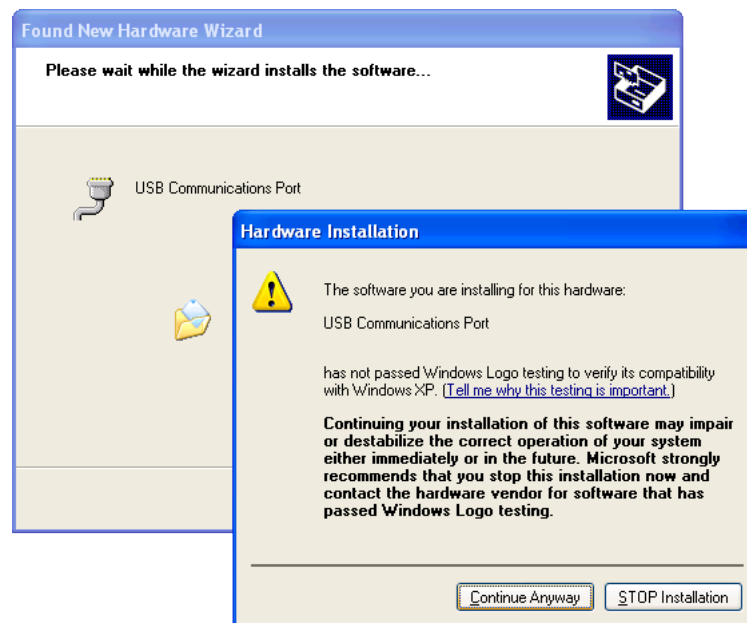 Found New Hardware Wizard
Please wait while the wizard installs the software...
USB Communications Port
Hardware Installation
The software you are installing for this hardware:
USB Communications Port
has not passed Windows Logo testing to verify its compatibility
with Windows XP. (Tell me why this testing is important.)
Continuing your installation of this software may impair
or destabilize the correct operation of your system
either immediately or in the future. Microsoft strongly
recommends that you stop this installation now and
contact the hardware vendor for software that has
passed Windows Logo testing.
Continue Anyway
STOP Installation